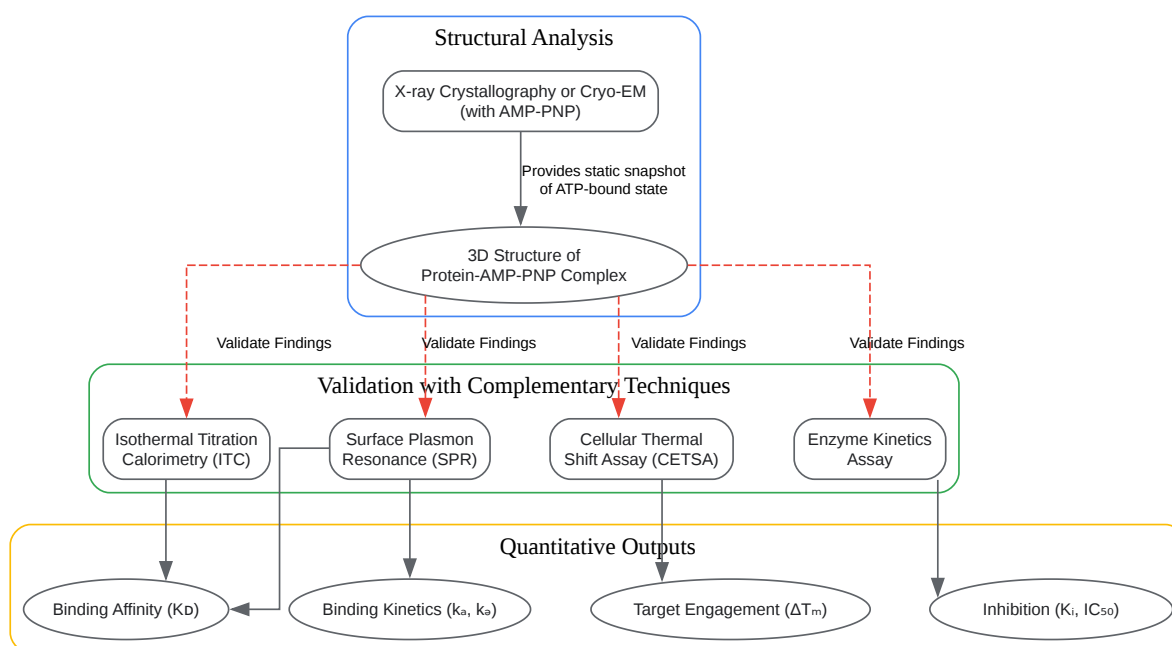 Structural Analysis
X-ray Crystallography or Cryo-EM
(with AMP-PNP)
Provides static snapshot
of ATP-bound state
3D Structure of
Protein-AMP-PNP Complex
Validate Findings
Validate Findings
Validate Findings
Validate Findings
Validation with Complementary Techniques
Isothermal Titration
Calorimetry (ITC)
Surface Plasmon
Resonance (SPR)
Cellular Thermal
Shift Assay (CETSA)
Enzyme Kinetics
Assay
Quantitative Outputs
Binding Affinity (Kᴅ)
Binding Kinetics (kₐ, kₔ)
Target Engagement (ΔTₘ)
Inhibition (Kᵢ, IC₅₀)